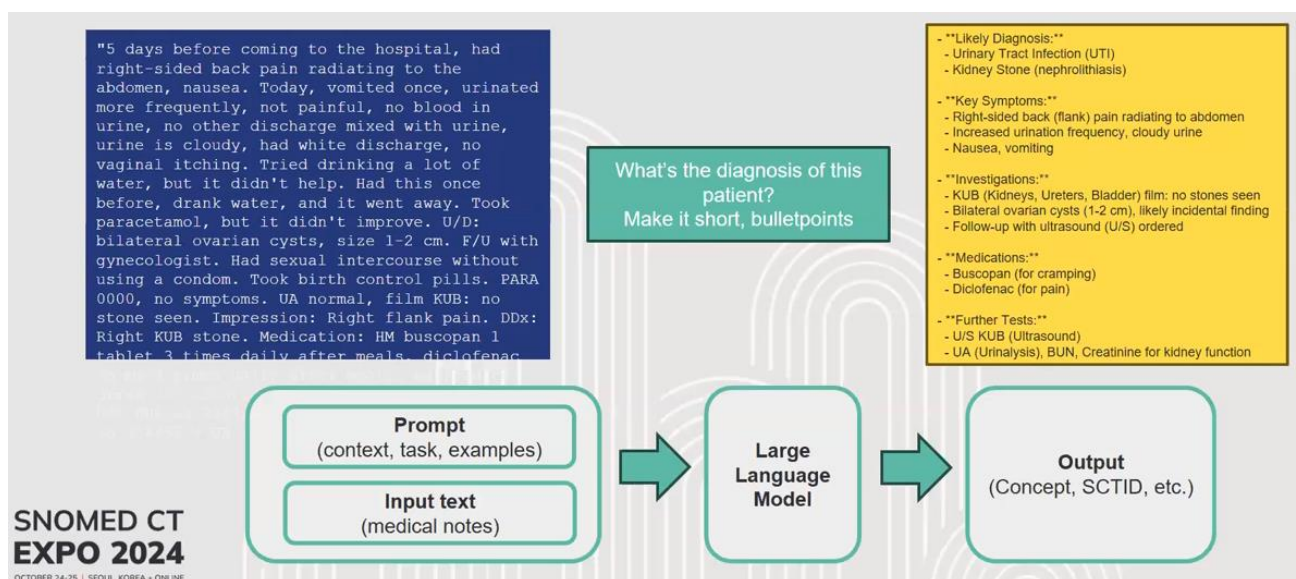 "5 days before coming to the hospital, had
right-sided back pain radiating to the
abdomen, nausea. Today, vomited once, urinated
more frequently, not painful, no blood in
urine, no other discharge mixed with urine,
urine is cloudy, had white discharge, no
vaginal itching. Tried drinking a lot of
water, but it didn't help. Had this once
before, drank water, and it went away. Took
paracetamol, but it didn't improve. U/D:
bilateral ovarian cysts, size 1-2 cm. F/U with
gynecologist. Had sexual intercourse without
using a condom. Took birth control pills. PARA
0000, no symptoms. UA normal, film KUB: no
stone seen. Impression: Right flank pain. DDx:
Right KUB stone. Medication: HM buscopan 1
tablet 3 times daily after meals, diclofenac
What's the diagnosis of this
patient?
Make it short, bulletpoints
- **Likely Diagnosis:**
- Urinary Tract Infection (UTI)
- Kidney Stone (nephrolithiasis)
- **Key Symptoms:**
- Right-sided back (flank) pain radiating to abdomen
- Increased urination frequency, cloudy urine
- Nausea, vomiting
- **Investigations:**
- KUB (Kidneys, Ureters, Bladder) film: no stones seen
- Bilateral ovarian cysts (1-2 cm), likely incidental finding
- Follow-up with ultrasound (U/S) ordered
- **Medications:**
- Buscopan (for cramping)
- Diclofenac (for pain)
- **Further Tests:**
- U/S KUB (Ultrasound)
- UA (Urinalysis), BUN, Creatinine for kidney function
Prompt
(context, task, examples)
Input text
(medical notes)
Large
Language
Model
Output
(Concept, SCTID, etc.)
SNOMED CT
EXPO 2024
OCTOBER 24-25 | SEOUL, KOREA + ONLINE